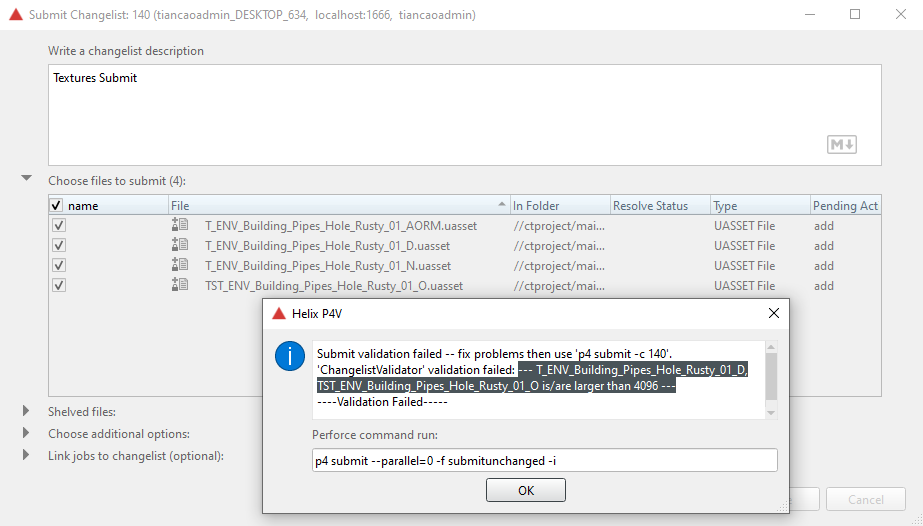 Submit Changelist: 140 (tiancaoadmin_DESKTOP_634, localhost:1666, tiancaoadmin)
Write a changelist description
Textures Submit
M
Choose files to submit (4):
name File In Folder Resolve Status Type Pending Act
T_ENV_Building_Pipes_Hole_Rusty_01_AORM.uasset //ctproject/mai... UASSET File add
T_ENV_Building_Pipes_Hole_Rusty_01_D.uasset //ctproject/mai... UASSET File add
T_ENV_Building_Pipes_Hole_Rusty_01_N.uasset //ctproject/mai... UASSET File add
TST_ENV_Building_Pipes_Hole_Rusty_01_O.uasset //ctproject/mai... UASSET File add
Helix P4V
Submit validation failed -- fix problems then use 'p4 submit -c 140'.
'ChangelistValidator' validation failed: --- T_ENV_Building_Pipes_Hole_Rusty_01_D,
TST_ENV_Building_Pipes_Hole_Rusty_01_O is/are larger than 4096 ---
----Validation Failed-----
Perforce command run:
p4 submit --parallel=0 -f submitunchanged -i
OK
Shelved files:
Choose additional options:
Link jobs to changelist (optional):
Cancel